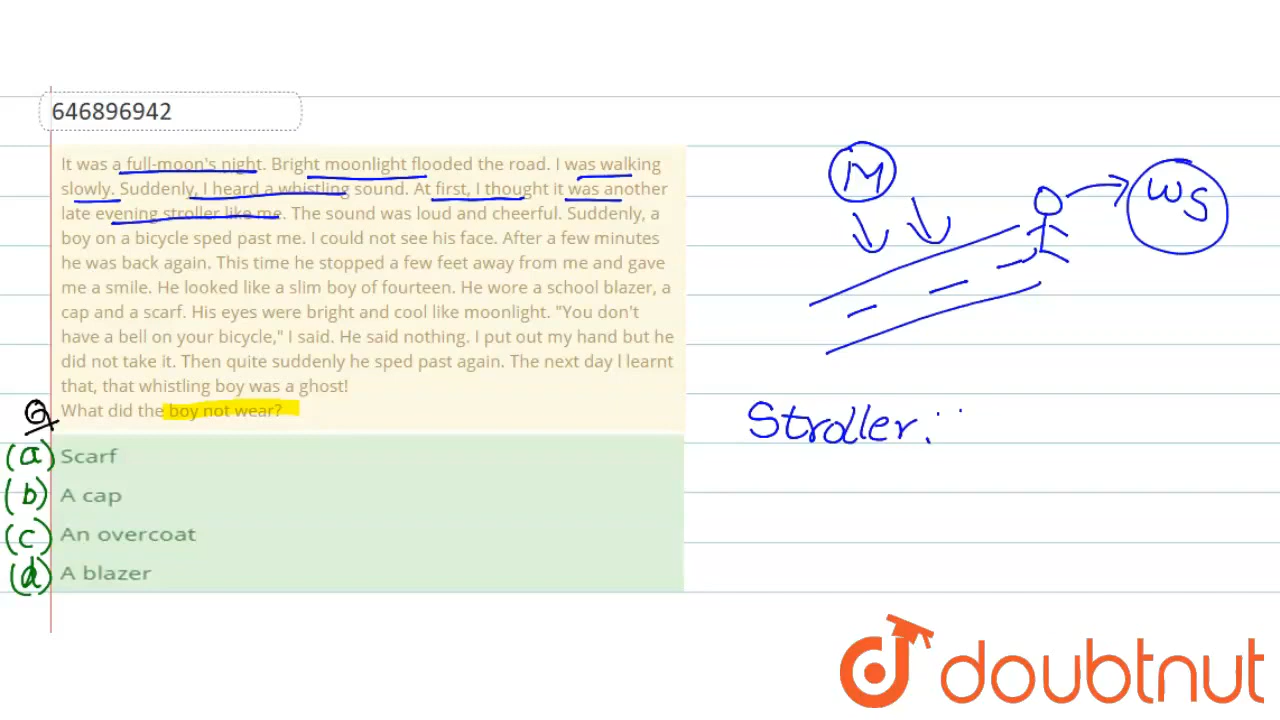 646896942
It was a full-moon's night. Bright moonlight flooded the road. I was walking
slowly. Suddenly, I heard a whistling sound. At first, I thought it was another
late evening stroller like me. The sound was loud and cheerful. Suddenly, a
boy on a bicycle sped past me. I could not see his face. After a few minutes
he was back again. This time he stopped a few feet away from me and gave
me a smile. He looked like a slim boy of fourteen. He wore a school blazer, a
cap and a scarf. His eyes were bright and cool like moonlight. "You don't
have a bell on your bicycle," I said. He said nothing. I put out my hand but he
did not take it. Then quite suddenly he sped past again. The next day l learnt
that, that whistling boy was a ghost!
Q What did the boy not wear?
(a) Scarf
(b) A cap
(c) An overcoat
(d) A blazer
M
WS
Stroller:
doubtnut